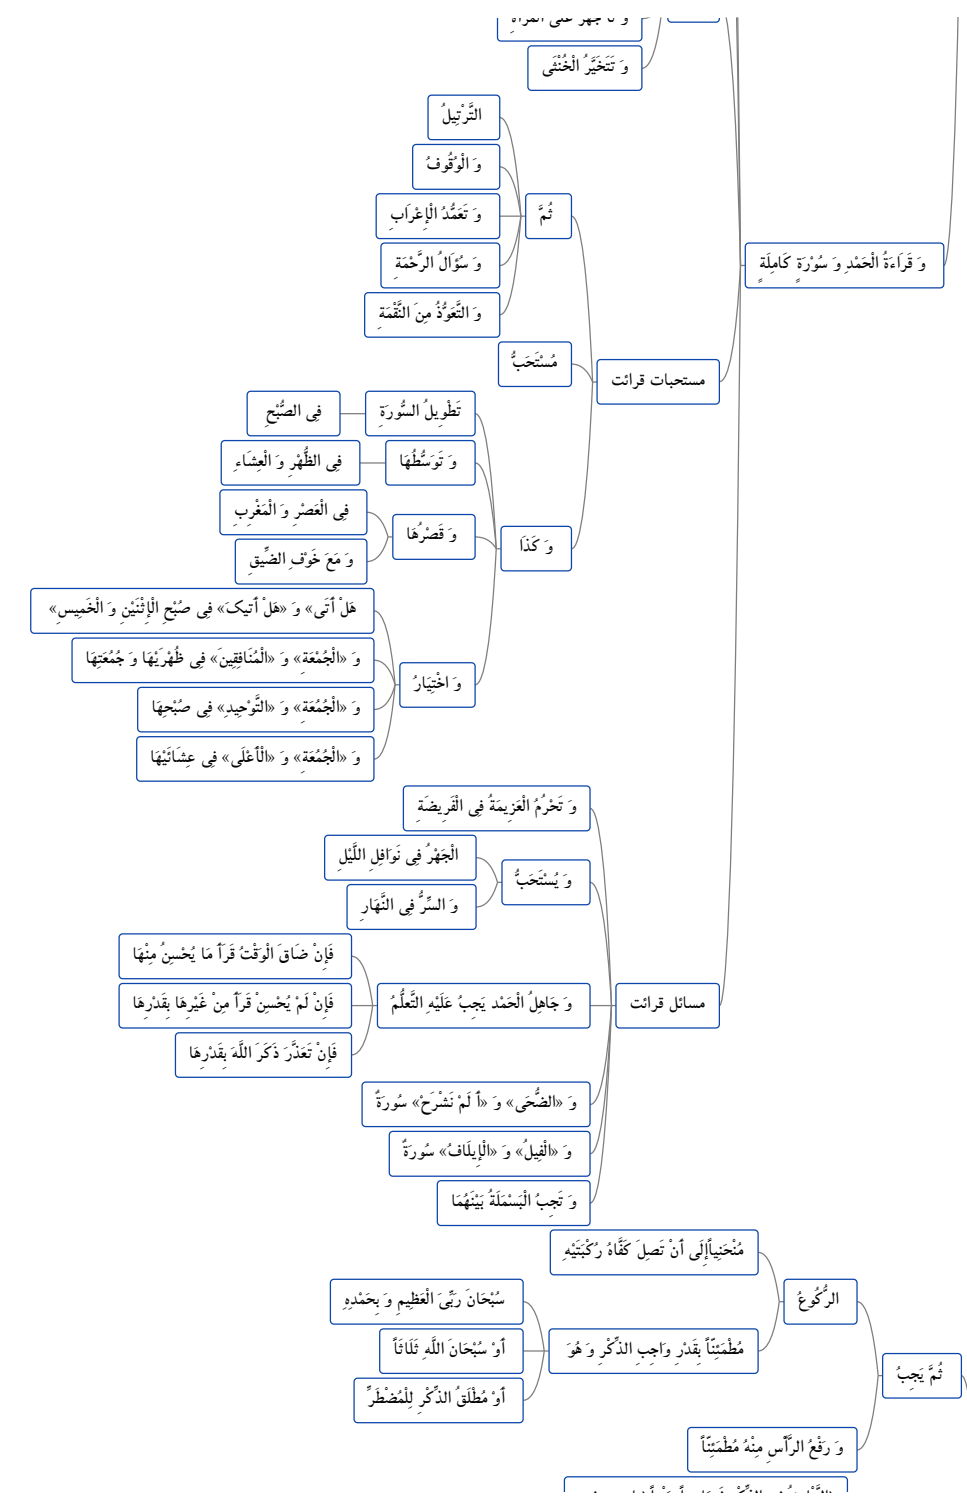 وَ لَا جَهْرَ عَلَى الْمَرْأَةِ
وَ تَتَخَيَّرُ الْخُنْثَى
وَ قَرَاءَةُ الْحَمْدِ وَ سُوْرَةٍ كَامِلَةٍ
مستحبات قرائت
ثُمَّ
التَّرْتِيلُ
وَ الْوُقُوفُ
وَ تَعَمُّدُ الْإِعْرَابِ
وَ سُؤَالُ الرَّحْمَةِ
وَ التَّعَوُّذُ مِنَ النَّقْمَةِ
مُسْتَحَبٌّ
وَ كَذَا
تَطْوِيلُ السُّورَةِ
فِى الصُّبْحِ
وَ تَوَسُّطُهَا
فِى الظُّهْرِ وَ الْعِشَاءِ
وَ قَصْرُهَا
فِى الْعَصْرِ وَ الْمَغْرِبِ
وَ مَعَ خَوْفِ الضِّيقِ
وَ اخْتِيَارُ
هَلْ أَتَى» وَ «هَلْ أَتيکَ» فِى صُبْحِ الْإِثْنَيْنِ وَ الْخَمِيسِ»
وَ «الْجُمْعَةِ» وَ «الْمُنَافِقِينَ» فِى ظُهْرَيْهَا وَ جُمُعَتِهَا
وَ «الْجُمُعَةِ» وَ «التَّوْحِيدِ» فِى صُبْحِهَا
وَ «الْجُمُعَةِ» وَ «الْأَعْلَى» فِى عِشَائَيْهَا
مسائل قرائت
وَ تَحْرُمُ الْعَزِيمَةُ فِى الْفَرِيضَةِ
وَ يُسْتَحَبُّ
الْجَهْرُ فِى نَوَافِلِ اللَّيْلِ
وَ السِّرُّ فِى النَّهَارِ
وَ جَاهِلُ الْحَمْد يَجِبُ عَلَيْهِ التَّعلُّمُ
فَإِنْ ضَاقَ الْوَقْتُ قَرَأَ مَا يُحْسِنُ مِنْهَا
فَإِنْ لَمْ يُحْسِنْ قَرَأَ مِنْ غَيْرِهَا بِقَدْرِهَا
فَإِنْ تَعَذَّرَ ذَكَرَ اللَّهَ بِقَدْرِهَا
وَ «الضُّحَى» وَ «أَ لَمْ نَشْرَحْ» سُورَةٌ
وَ «الْفِيلُ» وَ «الْإِيلَافُ» سُورَةٌ
وَ تَجِبُ الْبَسْمَلَةُ بَيْنَهُمَا
ثُمَّ يَجِبُ
الرُّكُوعُ
مُنْحَنِياًإِلَى أَنْ تَصِلَ كَفَّاهُ رُكْبَتَيْهِ
مُطْمَئِنّاً بِقَدْرِ وَاجِبِ الذِّكْرِ وَ هُوَ
سُبْحَانَ رَبِّىَ الْعَظِيمِ وَ بِحَمْدِهِ
أَوْ سُبْحَانَ اللَّهِ ثَلَاثَاً
أَوْ مُطْلَقُ الذِّكْرِ لِلْمُضْطَرِّ
وَ رَفْعُ الرَّأْسِ مِنْهُ مُطْمَئِنّاً